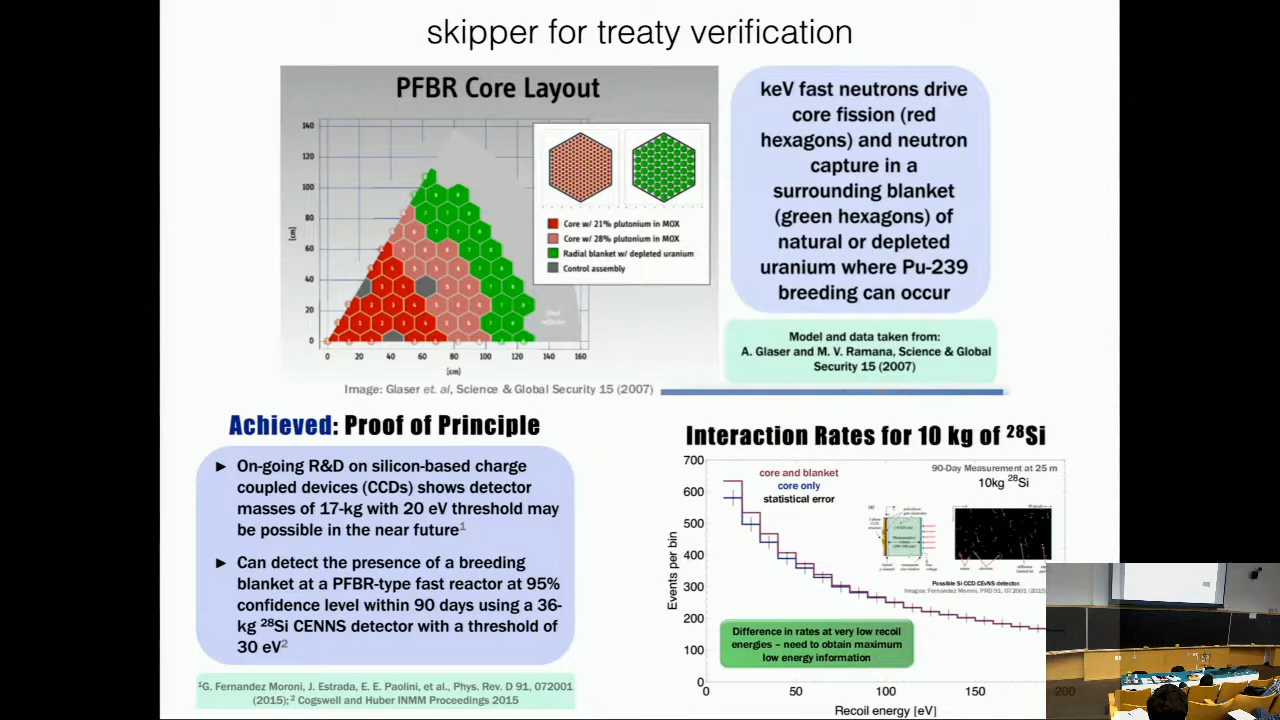 skipper for treaty verification
PFBR Core Layout
140
120
100
80
60
40
20
0
[cm]
0 20 40 60 80 100 120 140 160
[cm]
Core w/ 21% plutonium in MOX
Core w/ 28% plutonium in MOX
Radial blanket w/ depleted uranium
Control assembly
Steel
reflector
Image: Glaser et. al, Science & Global Security 15 (2007)
keV fast neutrons drive
core fission (red
hexagons) and neutron
capture in a
surrounding blanket
(green hexagons) of
natural or depleted
uranium where Pu-239
breeding can occur
Model and data taken from:
A. Glaser and M. V. Ramana, Science & Global
Security 15 (2007)
Achieved: Proof of Principle
► On-going R&D on silicon-based charge
coupled devices (CCDs) shows detector
masses of 17-kg with 20 eV threshold may
be possible in the near future¹
► Can detect the presence of a breeding
blanket at a PFBR-type fast reactor at 95%
confidence level within 90 days using a 36-
kg ²⁸Si CENNS detector with a threshold of
30 eV²
¹G. Fernandez Moroni, J. Estrada, E. E. Paolini, et al., Phys. Rev. D 91, 072001
(2015); ² Cogswell and Huber INMM Proceedings 2015
Interaction Rates for 10 kg of ²⁸Si
700
600
500
400
300
200
100
0
Events per bin
core and blanket
core only
statistical error
90-Day Measurement at 25 m
10kg ²⁸Si
Possible Si CCD CEνNS detector.
Images: Fernandez Moroni, PRD 91, 072001 (2015)
Difference in rates at very low recoil
energies – need to obtain maximum
low energy information
0 50 100 150 200
Recoil energy [eV]